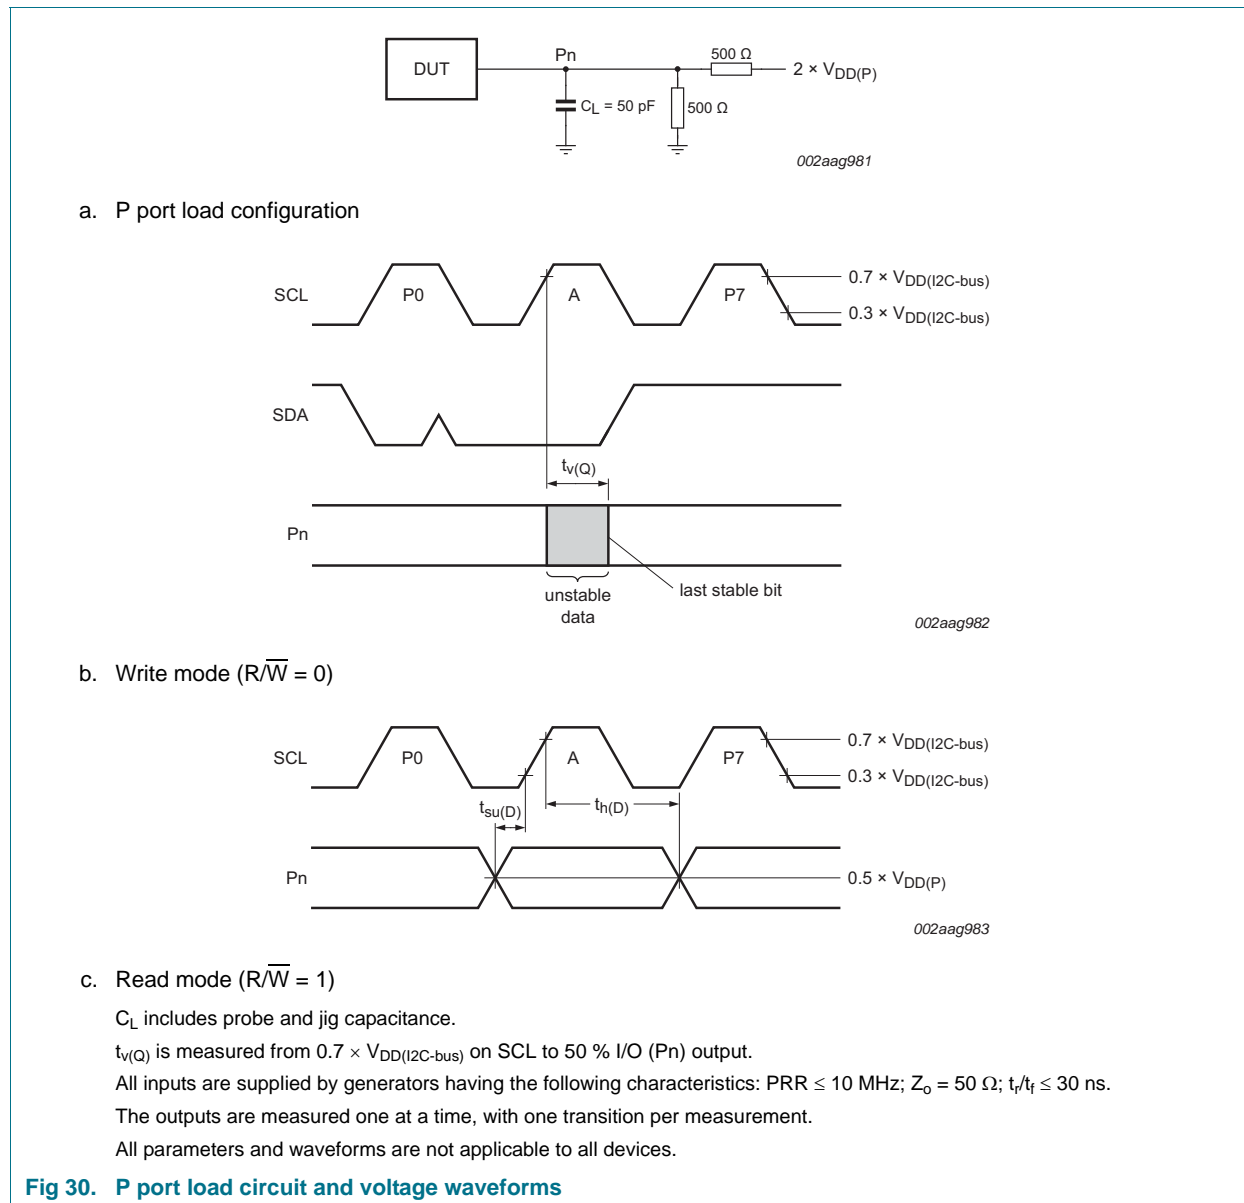 DUT
Pn
500 Ω
2 × VDD(P)
CL = 50 pF
500 Ω
002aag981
a. P port load configuration
SCL
P0
A
P7
0.7 × VDD(I2C-bus)
0.3 × VDD(I2C-bus)
SDA
tv(Q)
Pn
unstable
data
last stable bit
002aag982
b. Write mode (R/W̅ = 0)
SCL
P0
A
P7
0.7 × VDD(I2C-bus)
0.3 × VDD(I2C-bus)
tsu(D)
th(D)
Pn
0.5 × VDD(P)
002aag983
c. Read mode (R/W̅ = 1)
CL includes probe and jig capacitance.
tv(Q) is measured from 0.7 × VDD(I2C-bus) on SCL to 50 % I/O (Pn) output.
All inputs are supplied by generators having the following characteristics: PRR ≤ 10 MHz; Zo = 50 Ω; tr/tf ≤ 30 ns.
The outputs are measured one at a time, with one transition per measurement.
All parameters and waveforms are not applicable to all devices.
Fig 30. P port load circuit and voltage waveforms